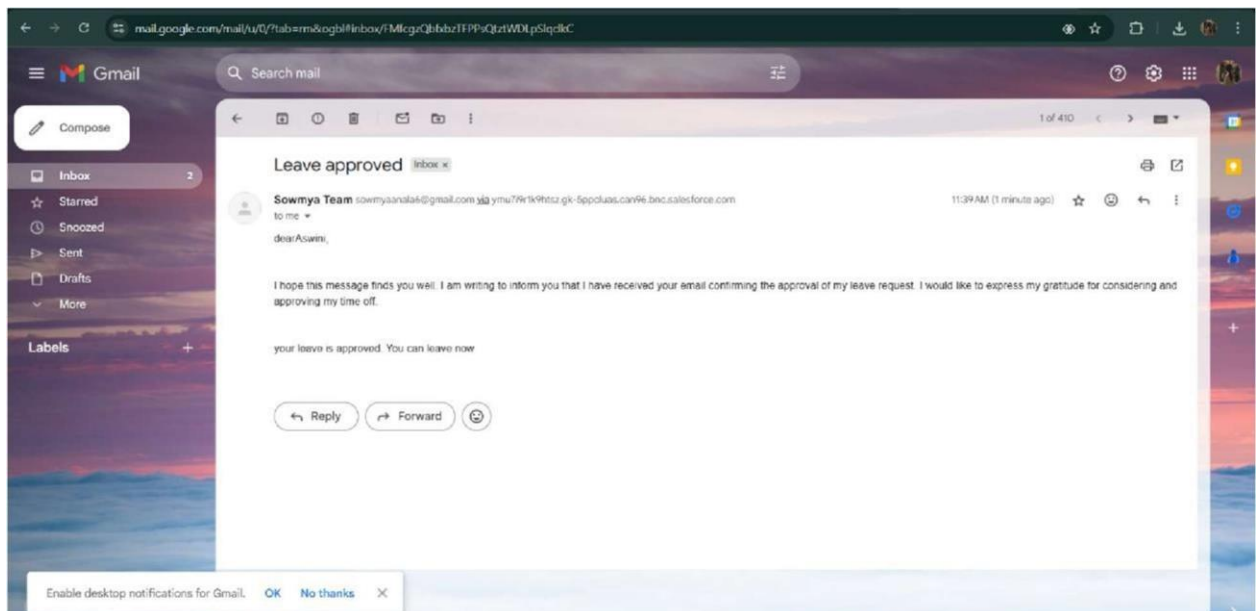 mail.google.com/mail/u/0/?tab=rm&ogbl#inbox/
Gmail
Search mail
Compose
1 of 410
Leave approved Inbox ×
Inbox 2
Starred
Sowmya Team sowmyaanala6@gmail.com via 11:39 AM (1 minute ago)
to me
Snoozed
dearAswini,
Sent
Drafts
I hope this message finds you well. I am writing to inform you that I have received your email confirming the approval of my leave request. I would like to express my gratitude for considering and
approving my time off.
More
Labels +
your leave is approved. You can leave now
Reply Forward
Enable desktop notifications for Gmail. OK No thanks ×